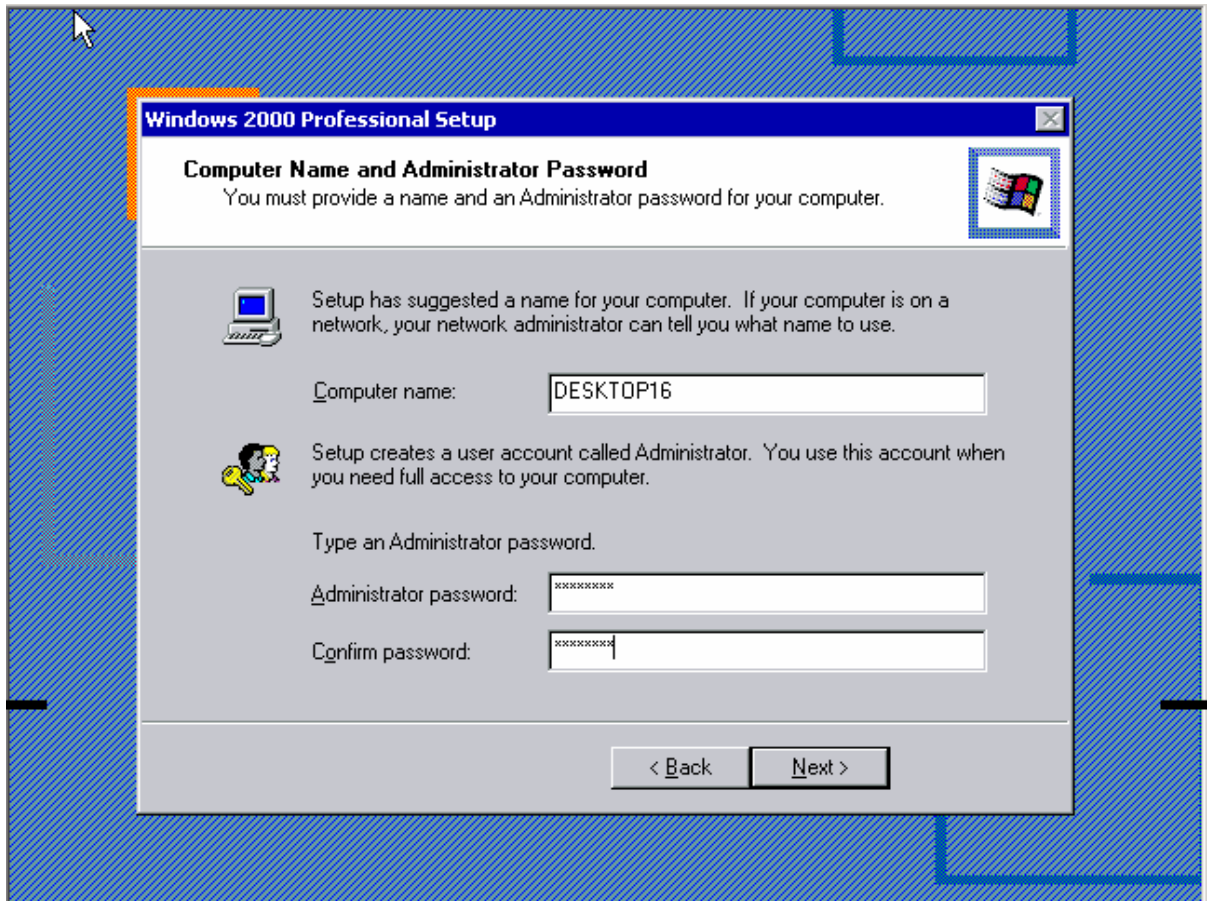 Windows 2000 Professional Setup
Computer Name and Administrator Password
You must provide a name and an Administrator password for your computer.
Setup has suggested a name for your computer.  If your computer is on a
network, your network administrator can tell you what name to use.
Computer name:
DESKTOP16
Setup creates a user account called Administrator.  You use this account when
you need full access to your computer.
Type an Administrator password.
Administrator password:
********
Confirm password:
********
< Back
Next >